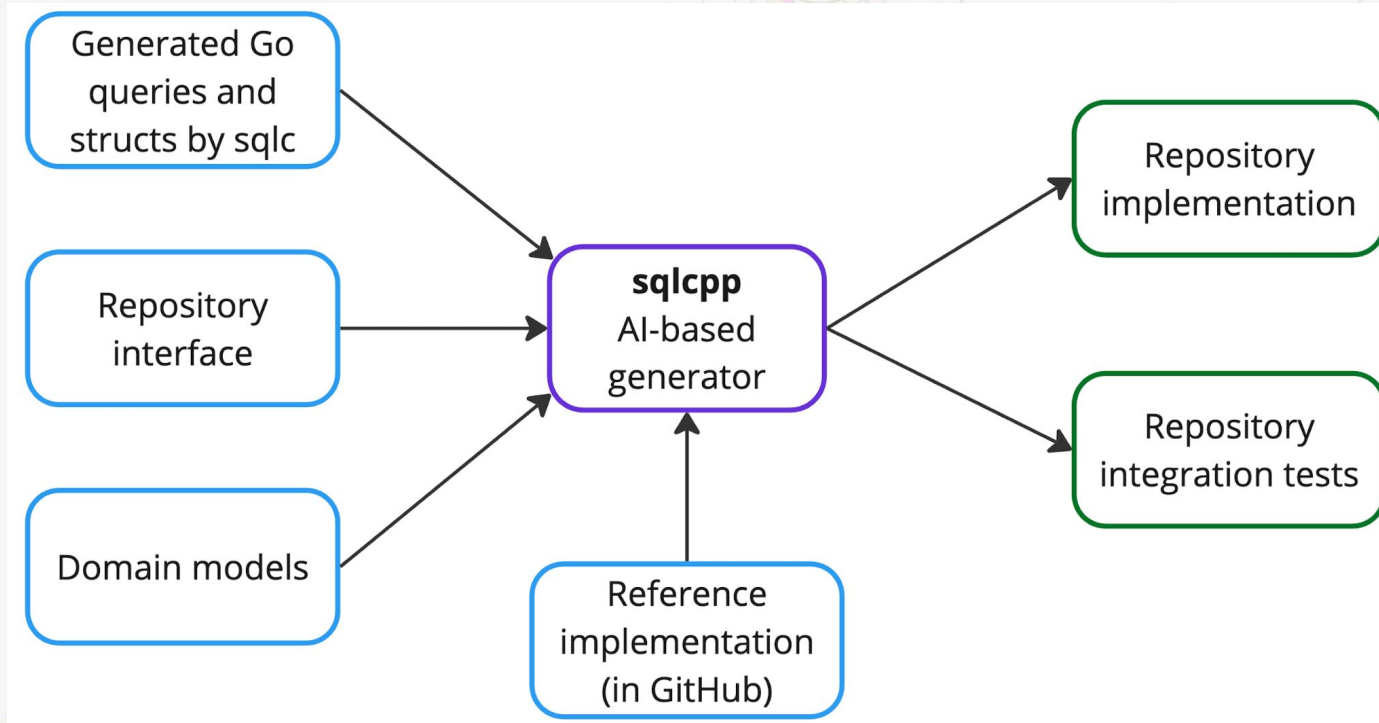 Generated Go
queries and
structs by sqlc
Repository
interface
Domain models
sqlcpp
AI-based
generator
Reference
implementation
(in GitHub)
Repository
implementation
Repository
integration tests